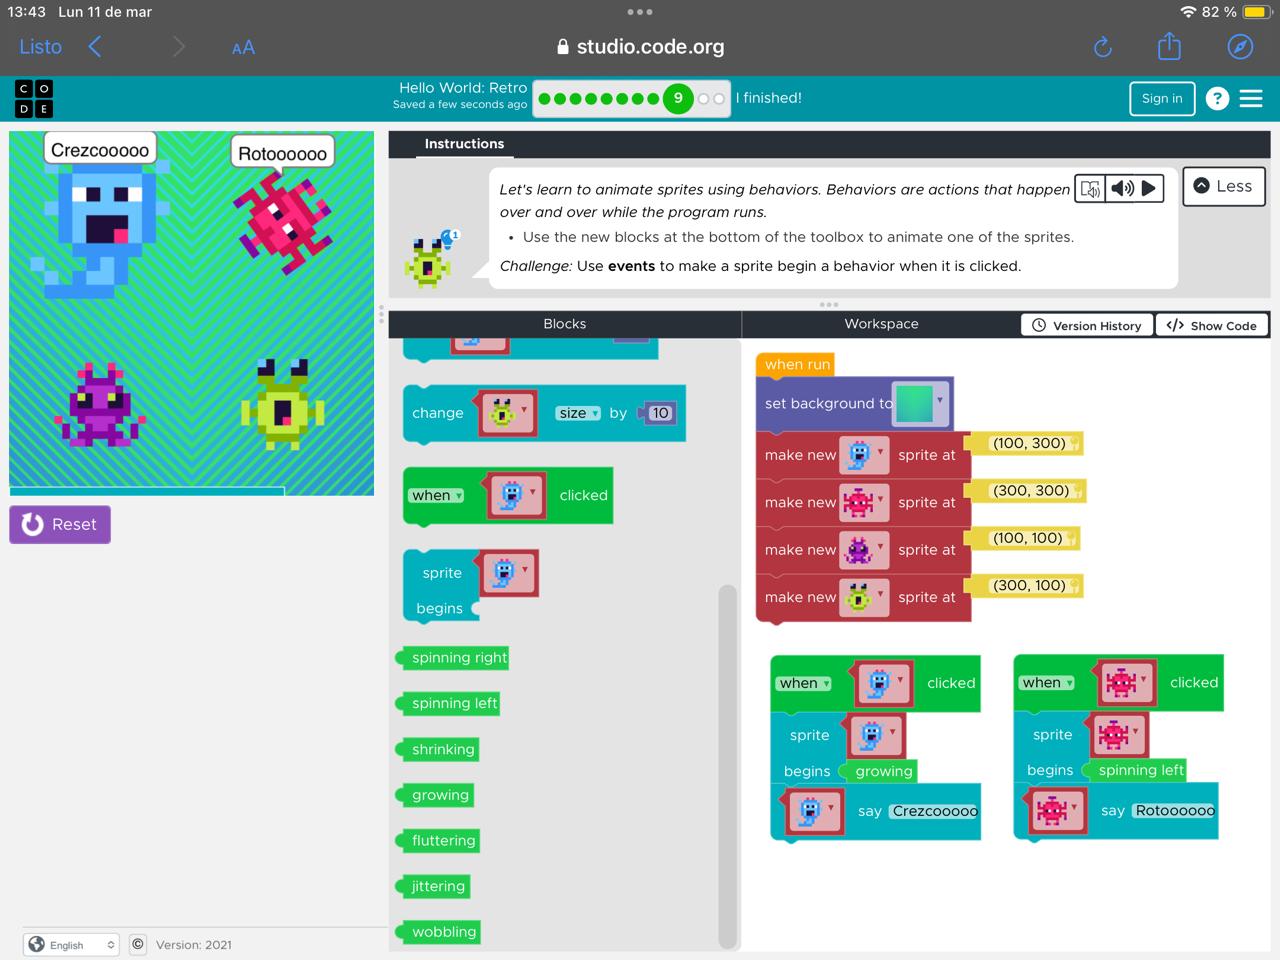 13:43 Lun 11 de mar
82 %
Listo
AA
studio.code.org
CODE
Hello World: Retro
Saved a few seconds ago
9
I finished!
Sign in
?
Crezcooooo
Rotoooooo
Reset
Instructions
Let's learn to animate sprites using behaviors. Behaviors are actions that happen
over and over while the program runs.
• Use the new blocks at the bottom of the toolbox to animate one of the sprites.
Challenge: Use events to make a sprite begin a behavior when it is clicked.
1
Less
Blocks
Workspace
Version History
</> Show Code
change size by 10
when clicked
sprite
begins
spinning right
spinning left
shrinking
growing
fluttering
jittering
wobbling
when run
set background to
make new sprite at (100, 300)
make new sprite at (300, 300)
make new sprite at (100, 100)
make new sprite at (300, 100)
when clicked
sprite
begins growing
say Crezcooooo
when clicked
sprite
begins spinning left
say Rotoooooo
English
©
Version: 2021